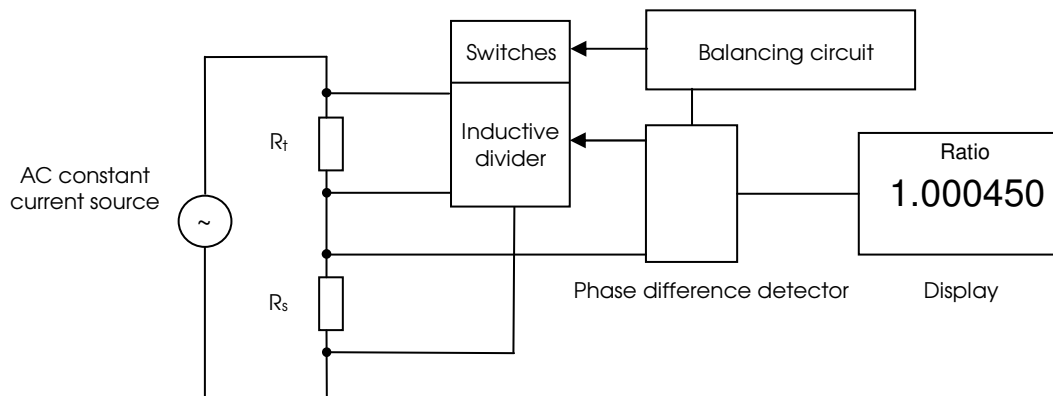 Switches
Balancing circuit
Rt
Inductive
divider
Ratio
1.000450
AC constant
current source
~
Rs
Phase difference detector
Display